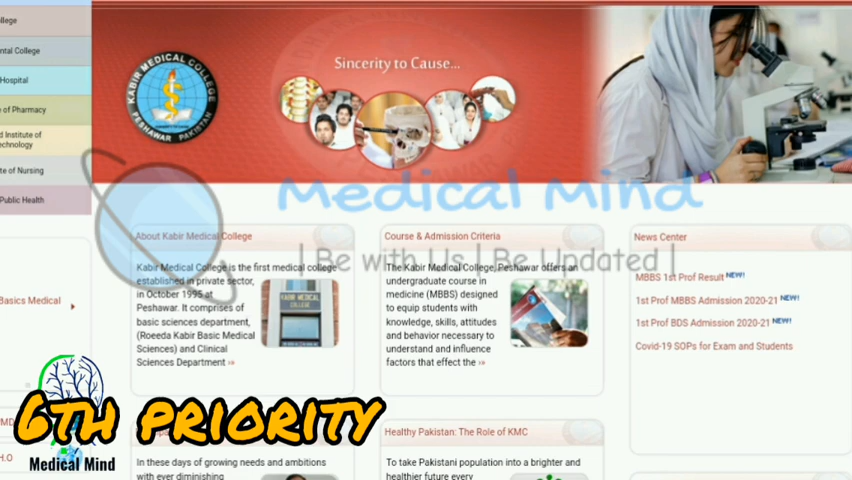 llege
ntal College
Hospital
e of Pharmacy
d Institute of
echnology
te of Nursing
Public Health
KABIR MEDICAL COLLEGE
PESHAWAR PAKISTAN
Sincerity to Cause...
Medical Mind
| Be with Us | Be Updated |
About Kabir Medical College
Kabir Medical College is the first medical college
established in private sector,
in October 1995 at
Peshawar. It comprises of
basic sciences department,
(Roeeda Kabir Basic Medical
Sciences) and Clinical
Sciences Department ››
KABIR MEDICAL
COLLEGE
Course & Admission Criteria
The Kabir Medical College, Peshawar offers an
undergraduate course in
medicine (MBBS) designed
to equip students with
knowledge, skills, attitudes
and behavior necessary to
understand and influence
factors that effect the ››
News Center
MBBS 1st Prof Result NEW!
1st Prof MBBS Admission 2020-21 NEW!
1st Prof BDS Admission 2020-21 NEW!
Covid-19 SOPs for Exam and Students
Basics Medical
6th priority
Medical Mind
H.O
In these days of growing needs and ambitions
with ever diminishing
Healthy Pakistan: The Role of KMC
To take Pakistani population into a brighter and
healthier future every